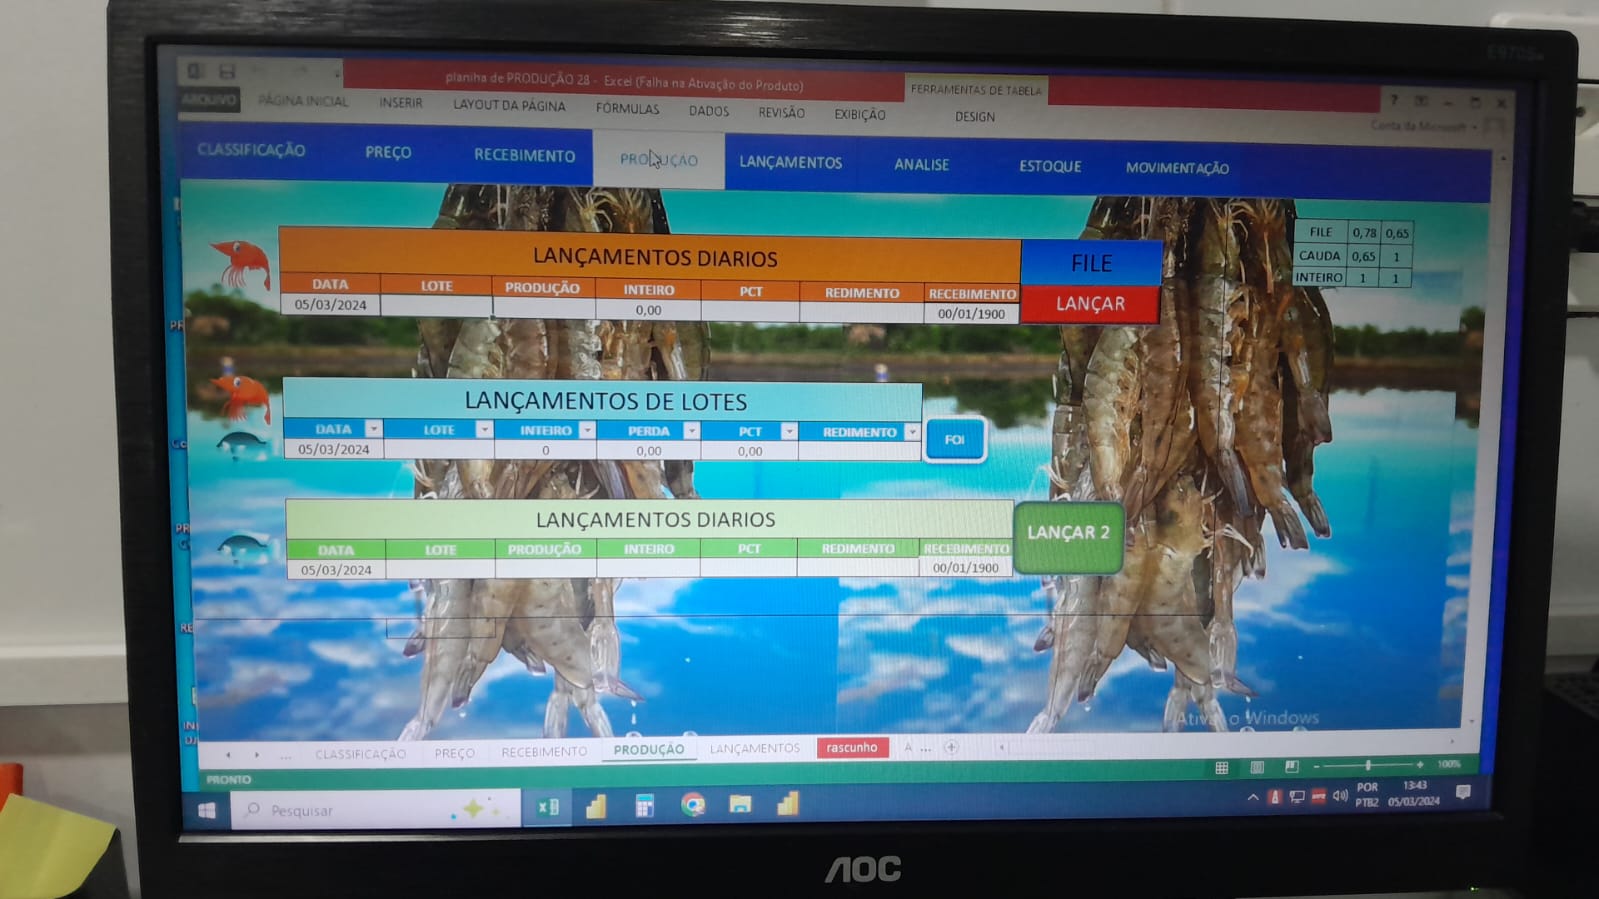 E970Sw
planiha de PRODUÇÃO 28 - Excel (Falha na Ativação do Produto)
FERRAMENTAS DE TABELA
ARQUIVO PÁGINA INICIAL INSERIR LAYOUT DA PÁGINA FÓRMULAS DADOS REVISÃO EXIBIÇÃO DESIGN
Conta da Microsoft
CLASSIFICAÇÃO PREÇO RECEBIMENTO PRODUÇÃO LANÇAMENTOS ANALISE ESTOQUE MOVIMENTAÇÃO
FILE 0,78 0,65
CAUDA 0,65 1
INTEIRO 1 1
LANÇAMENTOS DIARIOS FILE
DATA LOTE PRODUÇÃO INTEIRO PCT REDIMENTO RECEBIMENTO LANÇAR
05/03/2024 0,00 00/01/1900
LANÇAMENTOS DE LOTES
DATA LOTE INTEIRO PERDA PCT REDIMENTO FOI
05/03/2024 0 0,00 0,00
LANÇAMENTOS DIARIOS LANÇAR 2
DATA LOTE PRODUÇÃO INTEIRO PCT REDIMENTO RECEBIMENTO
05/03/2024 00/01/1900
PR
RE
Ativar o Windows
... CLASSIFICAÇÃO PREÇO RECEBIMENTO PRODUÇÃO LANÇAMENTOS rascunho A ...
PRONTO 100%
Pesquisar POR 13:43
PTB2 05/03/2024
AOC